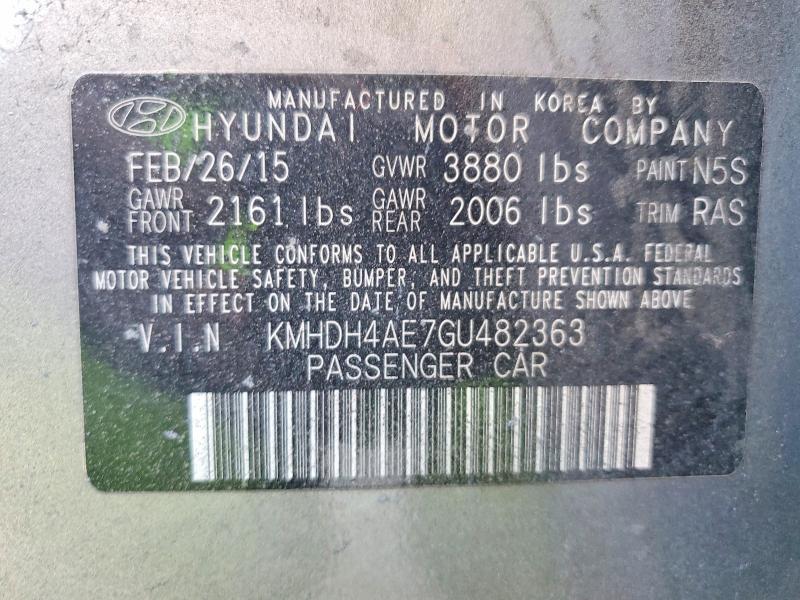 MANUFACTURED IN KOREA BY
HYUNDAI MOTOR COMPANY
FEB/26/15 GVWR 3880 lbs PAINT N5S
GAWR FRONT 2161 lbs GAWR REAR 2006 lbs TRIM RAS
THIS VEHICLE CONFORMS TO ALL APPLICABLE U.S.A. FEDERAL
MOTOR VEHICLE SAFETY, BUMPER, AND THEFT PREVENTION STANDARDS
IN EFFECT ON THE DATE OF MANUFACTURE SHOWN ABOVE
V.I.N KMHDH4AE7GU482363
PASSENGER CAR